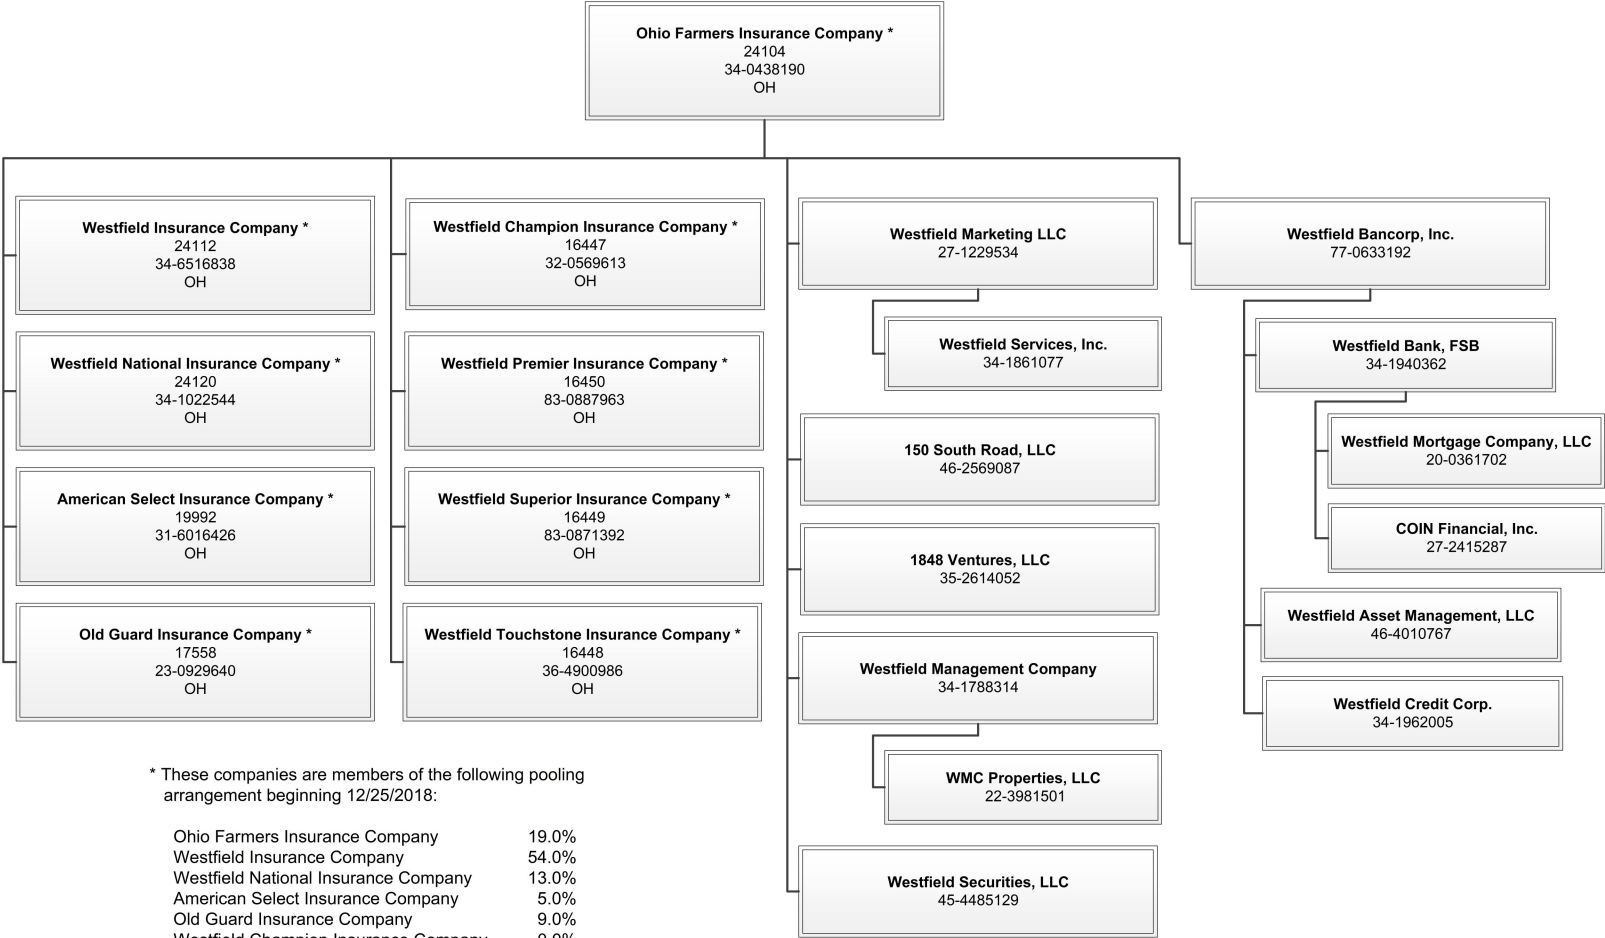 Ohio Farmers Insurance Company *
24104
34-0438190
OH
Westfield Insurance Company *
24112
34-6516838
OH
Westfield National Insurance Company *
24120
34-1022544
OH
American Select Insurance Company *
19992
31-6016426
OH
Old Guard Insurance Company *
17558
23-0929640
OH
Westfield Champion Insurance Company *
16447
32-0569613
OH
Westfield Premier Insurance Company *
16450
83-0887963
OH
Westfield Superior Insurance Company *
16449
83-0871392
OH
Westfield Touchstone Insurance Company *
16448
36-4900986
OH
Westfield Marketing LLC
27-1229534
Westfield Services, Inc.
34-1861077
150 South Road, LLC
46-2569087
1848 Ventures, LLC
35-2614052
Westfield Management Company
34-1788314
WMC Properties, LLC
22-3981501
Westfield Securities, LLC
45-4485129
Westfield Bancorp, Inc.
77-0633192
Westfield Bank, FSB
34-1940362
Westfield Mortgage Company, LLC
20-0361702
COIN Financial, Inc.
27-2415287
Westfield Asset Management, LLC
46-4010767
Westfield Credit Corp.
34-1962005
* These companies are members of the following pooling
arrangement beginning 12/25/2018:
Ohio Farmers Insurance Company 19.0%
Westfield Insurance Company 54.0%
Westfield National Insurance Company 13.0%
American Select Insurance Company 5.0%
Old Guard Insurance Company 9.0%
Westfield Champion Insurance Company 0.0%